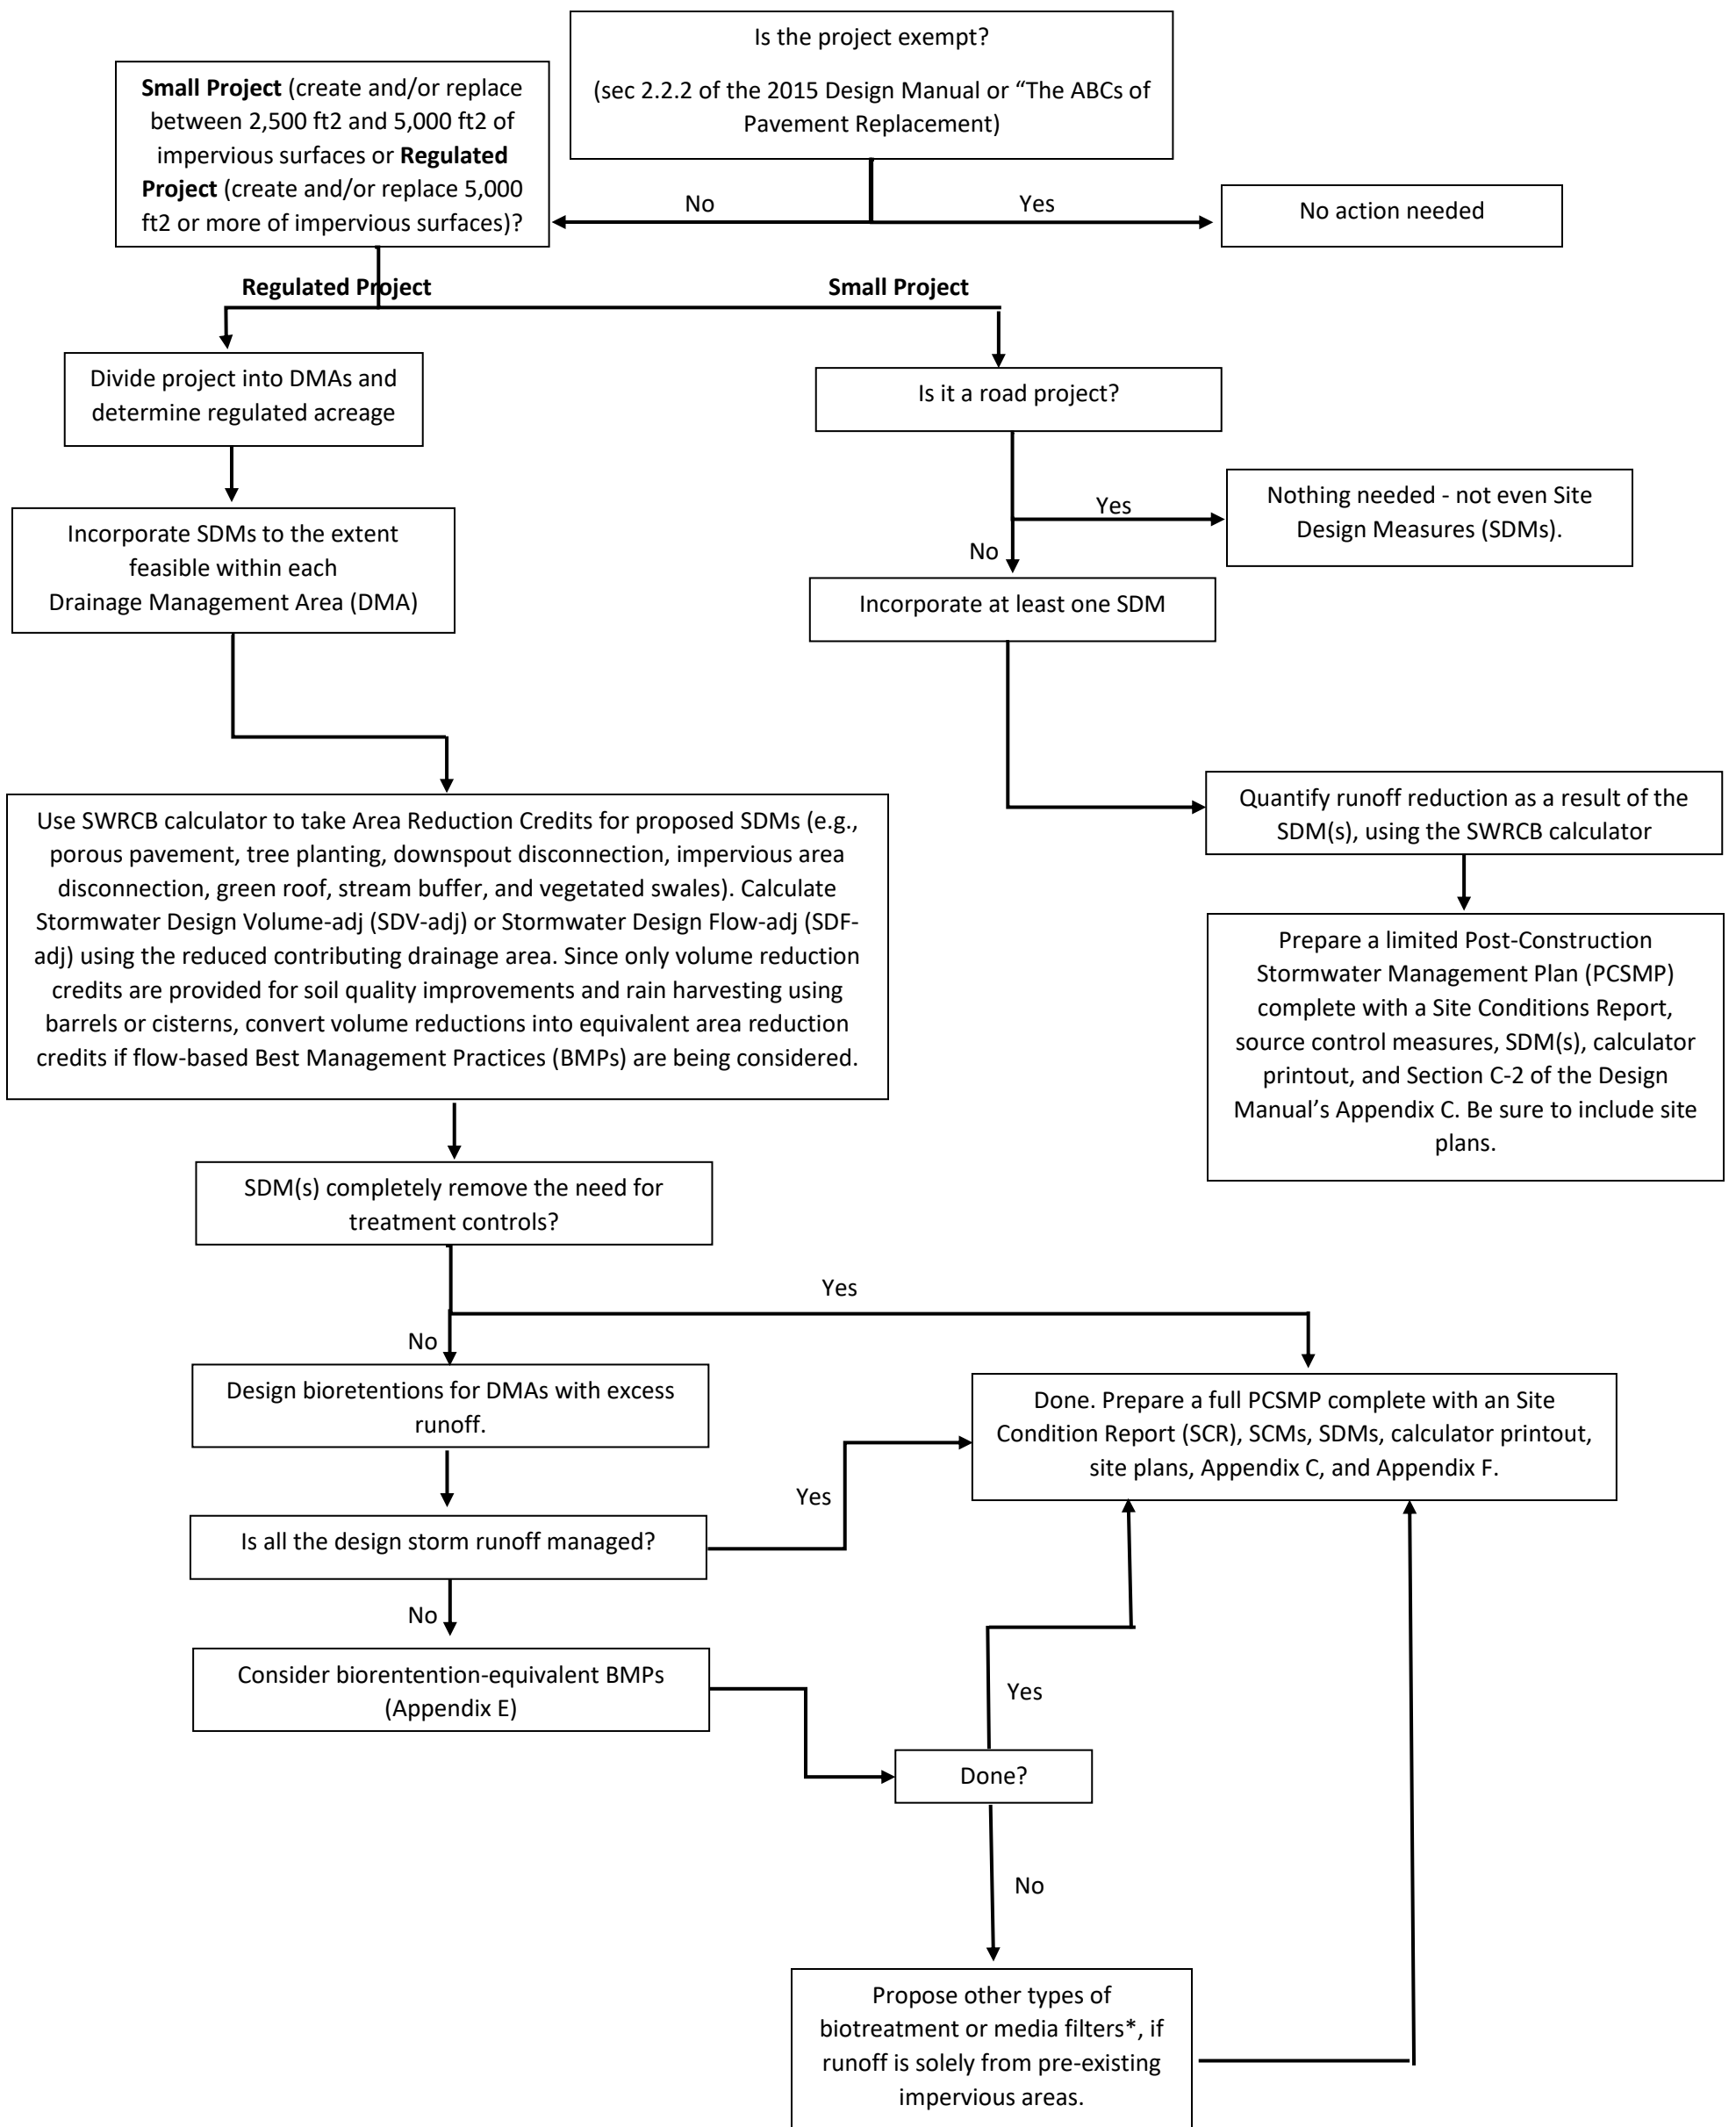 Is the project exempt?
(sec 2.2.2 of the 2015 Design Manual or “The ABCs of
Pavement Replacement)
Small Project (create and/or replace
between 2,500 ft2 and 5,000 ft2 of
impervious surfaces or Regulated
Project (create and/or replace 5,000
ft2 or more of impervious surfaces)?
No
Yes
No action needed
Regulated Project
Small Project
Divide project into DMAs and
determine regulated acreage
Is it a road project?
Yes
Nothing needed - not even Site
Design Measures (SDMs).
No
Incorporate SDMs to the extent
feasible within each
Drainage Management Area (DMA)
Incorporate at least one SDM
Quantify runoff reduction as a result of the
SDM(s), using the SWRCB calculator
Use SWRCB calculator to take Area Reduction Credits for proposed SDMs (e.g.,
porous pavement, tree planting, downspout disconnection, impervious area
disconnection, green roof, stream buffer, and vegetated swales). Calculate
Stormwater Design Volume-adj (SDV-adj) or Stormwater Design Flow-adj (SDF-
adj) using the reduced contributing drainage area. Since only volume reduction
credits are provided for soil quality improvements and rain harvesting using
barrels or cisterns, convert volume reductions into equivalent area reduction
credits if flow-based Best Management Practices (BMPs) are being considered.
Prepare a limited Post-Construction
Stormwater Management Plan (PCSMP)
complete with a Site Conditions Report,
source control measures, SDM(s), calculator
printout, and Section C-2 of the Design
Manual’s Appendix C. Be sure to include site
plans.
SDM(s) completely remove the need for
treatment controls?
Yes
No
Design bioretentions for DMAs with excess
runoff.
Done. Prepare a full PCSMP complete with an Site
Condition Report (SCR), SCMs, SDMs, calculator printout,
site plans, Appendix C, and Appendix F.
Yes
Is all the design storm runoff managed?
No
Consider biorentention-equivalent BMPs
(Appendix E)
Yes
Done?
No
Propose other types of
biotreatment or media filters*, if
runoff is solely from pre-existing
impervious areas.